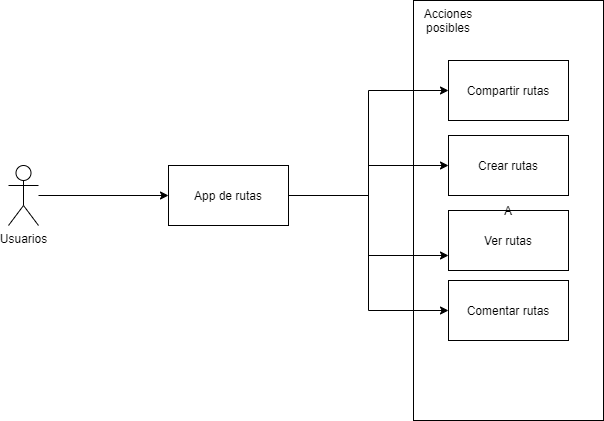 Acciones
posibles
Compartir rutas
Crear rutas
App de rutas
A
Ver rutas
Usuarios
Comentar rutas